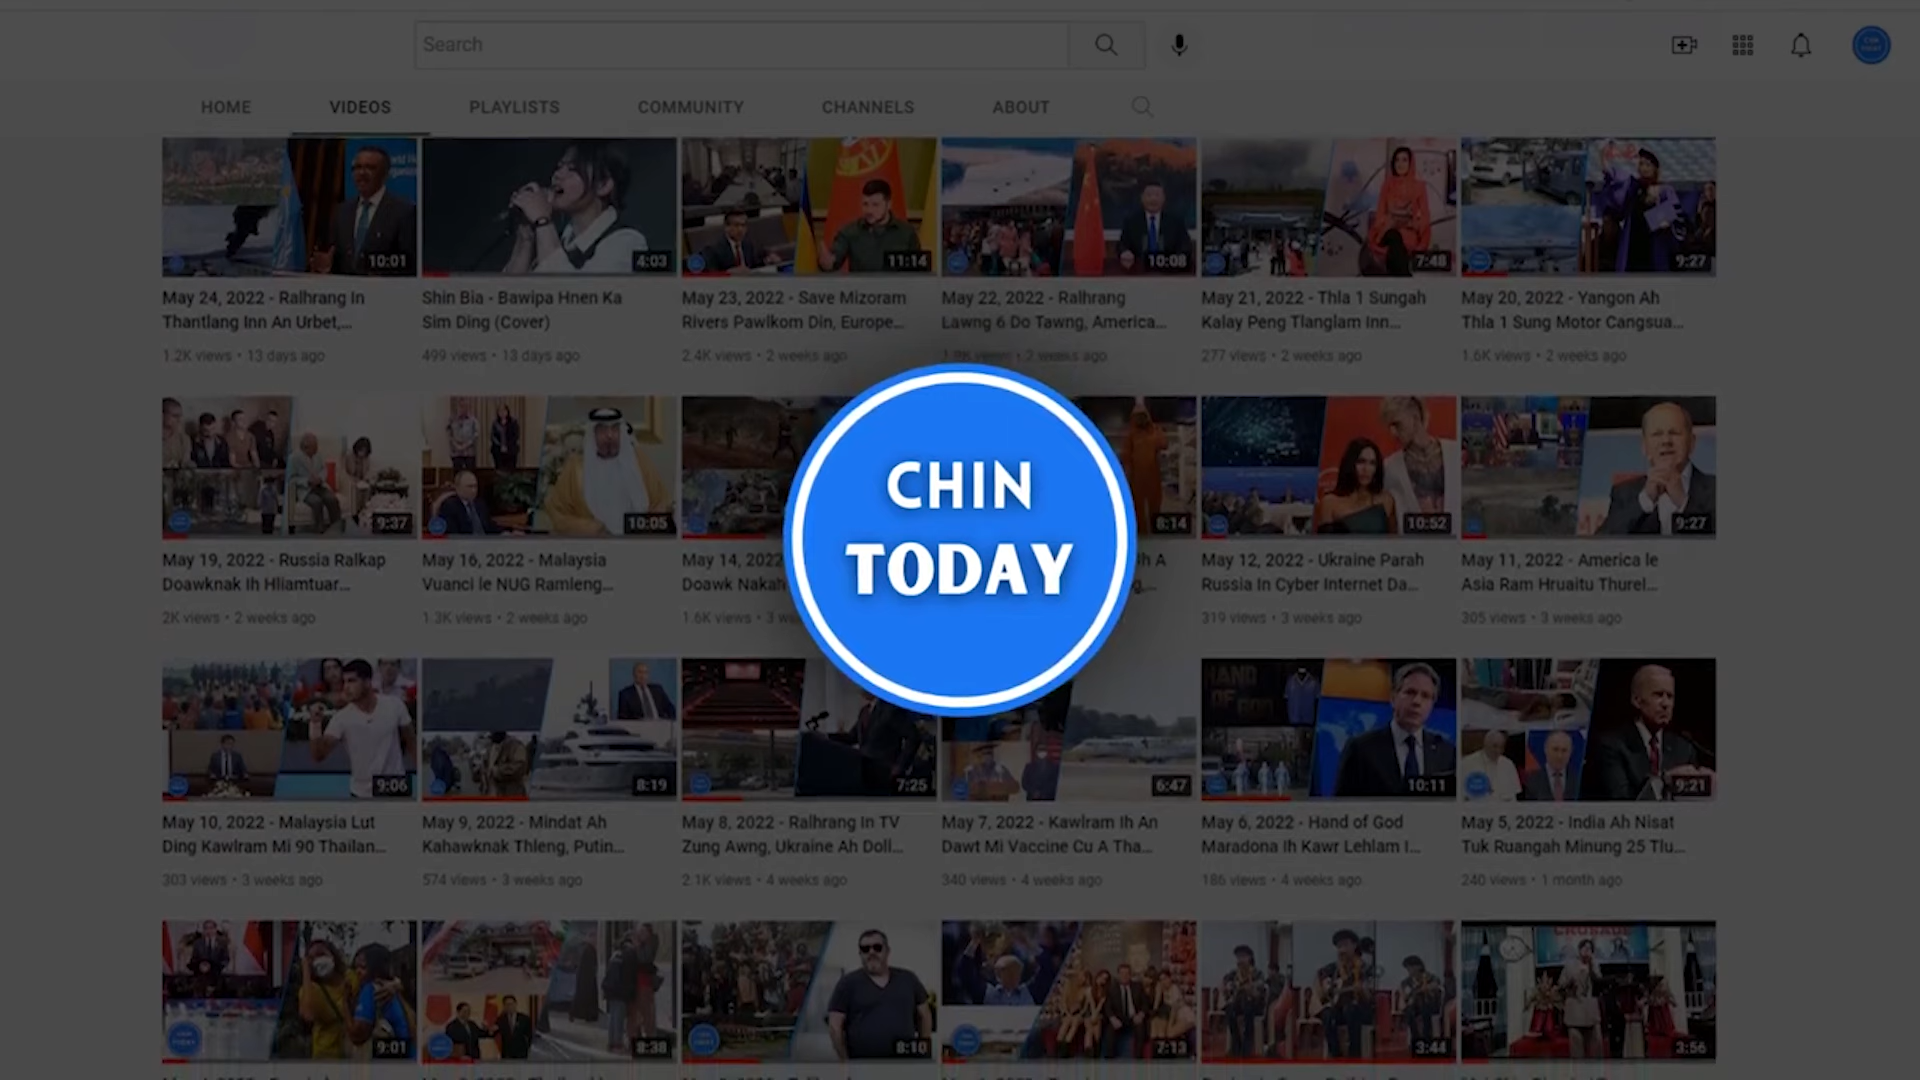 Search
HOME VIDEOS PLAYLISTS COMMUNITY CHANNELS ABOUT
10:01
4:03
11:14
10:08
7:48
9:27
May 24, 2022 - Ralhrang In
Thantlang Inn An Urbet,...
1.2K views • 13 days ago
Shin Bia - Bawipa Hnen Ka
Sim Ding (Cover)
499 views • 13 days ago
May 23, 2022 - Save Mizoram
Rivers Pawlkom Din, Europe...
2.4K views • 2 weeks ago
May 22, 2022 - Ralhrang
Lawng 6 Do Tawng, America...
views • 2 weeks ago
May 21, 2022 - Thla 1 Sungah
Kalay Peng Tlanglam Inn...
277 views • 2 weeks ago
May 20, 2022 - Yangon Ah
Thla 1 Sung Motor Cangsua...
1.6K views • 2 weeks ago
CHIN
TODAY
9:37
10:05
8:14
10:52
9:27
May 19, 2022 - Russia Ralkap
Doawknak Ih Hliamtuar...
2K views • 2 weeks ago
May 16, 2022 - Malaysia
Vuanci le NUG Ramleng...
1.3K views • 2 weeks ago
May 14, 2022
Doawk Nakah
1.6K views • 3
May 12, 2022 - Ukraine Parah
Russia In Cyber Internet Da...
319 views • 3 weeks ago
May 11, 2022 - America le
Asia Ram Hruaitu Thurel...
305 views • 3 weeks ago
9:06
8:19
7:25
6:47
HAND
OF GOD
10:11
9:21
May 10, 2022 - Malaysia Lut
Ding Kawlram Mi 90 Thailan...
303 views • 3 weeks ago
May 9, 2022 - Mindat Ah
Kahawknak Thleng, Putin...
574 views • 3 weeks ago
May 8, 2022 - Ralhrang In TV
Zung Awng, Ukraine Ah Doll...
2.1K views • 4 weeks ago
May 7, 2022 - Kawlram Ih An
Dawt Mi Vaccine Cu A Tha...
340 views • 4 weeks ago
May 6, 2022 - Hand of God
Maradona Ih Kawr Lehlam I...
186 views • 4 weeks ago
May 5, 2022 - India Ah Nisat
Tuk Ruangah Minung 25 Tlu...
240 views • 1 month ago
9:01
8:38
8:10
7:13
3:44
CRUSADE
3:56